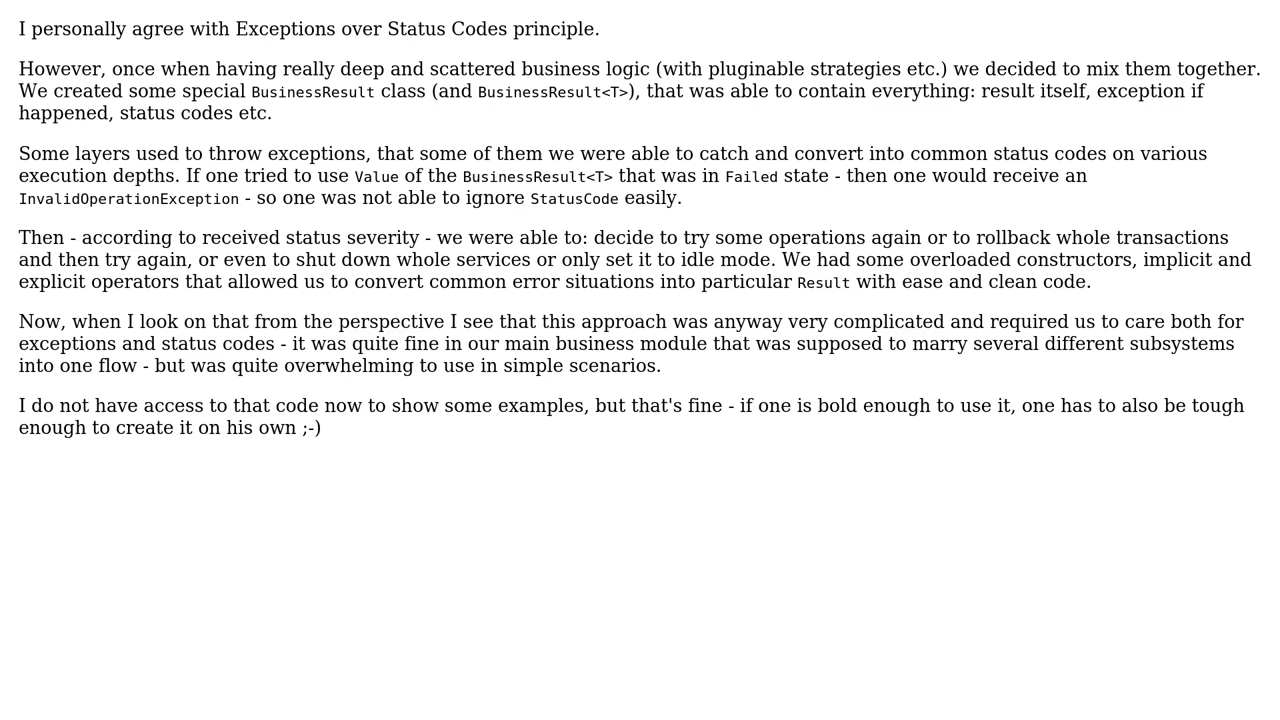 I personally agree with Exceptions over Status Codes principle.
However, once when having really deep and scattered business logic (with pluginable strategies etc.) we decided to mix them together.
We created some special BusinessResult class (and BusinessResult<T>), that was able to contain everything: result itself, exception if
happened, status codes etc.
Some layers used to throw exceptions, that some of them we were able to catch and convert into common status codes on various
execution depths. If one tried to use Value of the BusinessResult<T> that was in Failed state - then one would receive an
InvalidOperationException - so one was not able to ignore StatusCode easily.
Then - according to received status severity - we were able to: decide to try some operations again or to rollback whole transactions
and then try again, or even to shut down whole services or only set it to idle mode. We had some overloaded constructors, implicit and
explicit operators that allowed us to convert common error situations into particular Result with ease and clean code.
Now, when I look on that from the perspective I see that this approach was anyway very complicated and required us to care both for
exceptions and status codes - it was quite fine in our main business module that was supposed to marry several different subsystems
into one flow - but was quite overwhelming to use in simple scenarios.
I do not have access to that code now to show some examples, but that's fine - if one is bold enough to use it, one has to also be tough
enough to create it on his own ;-)